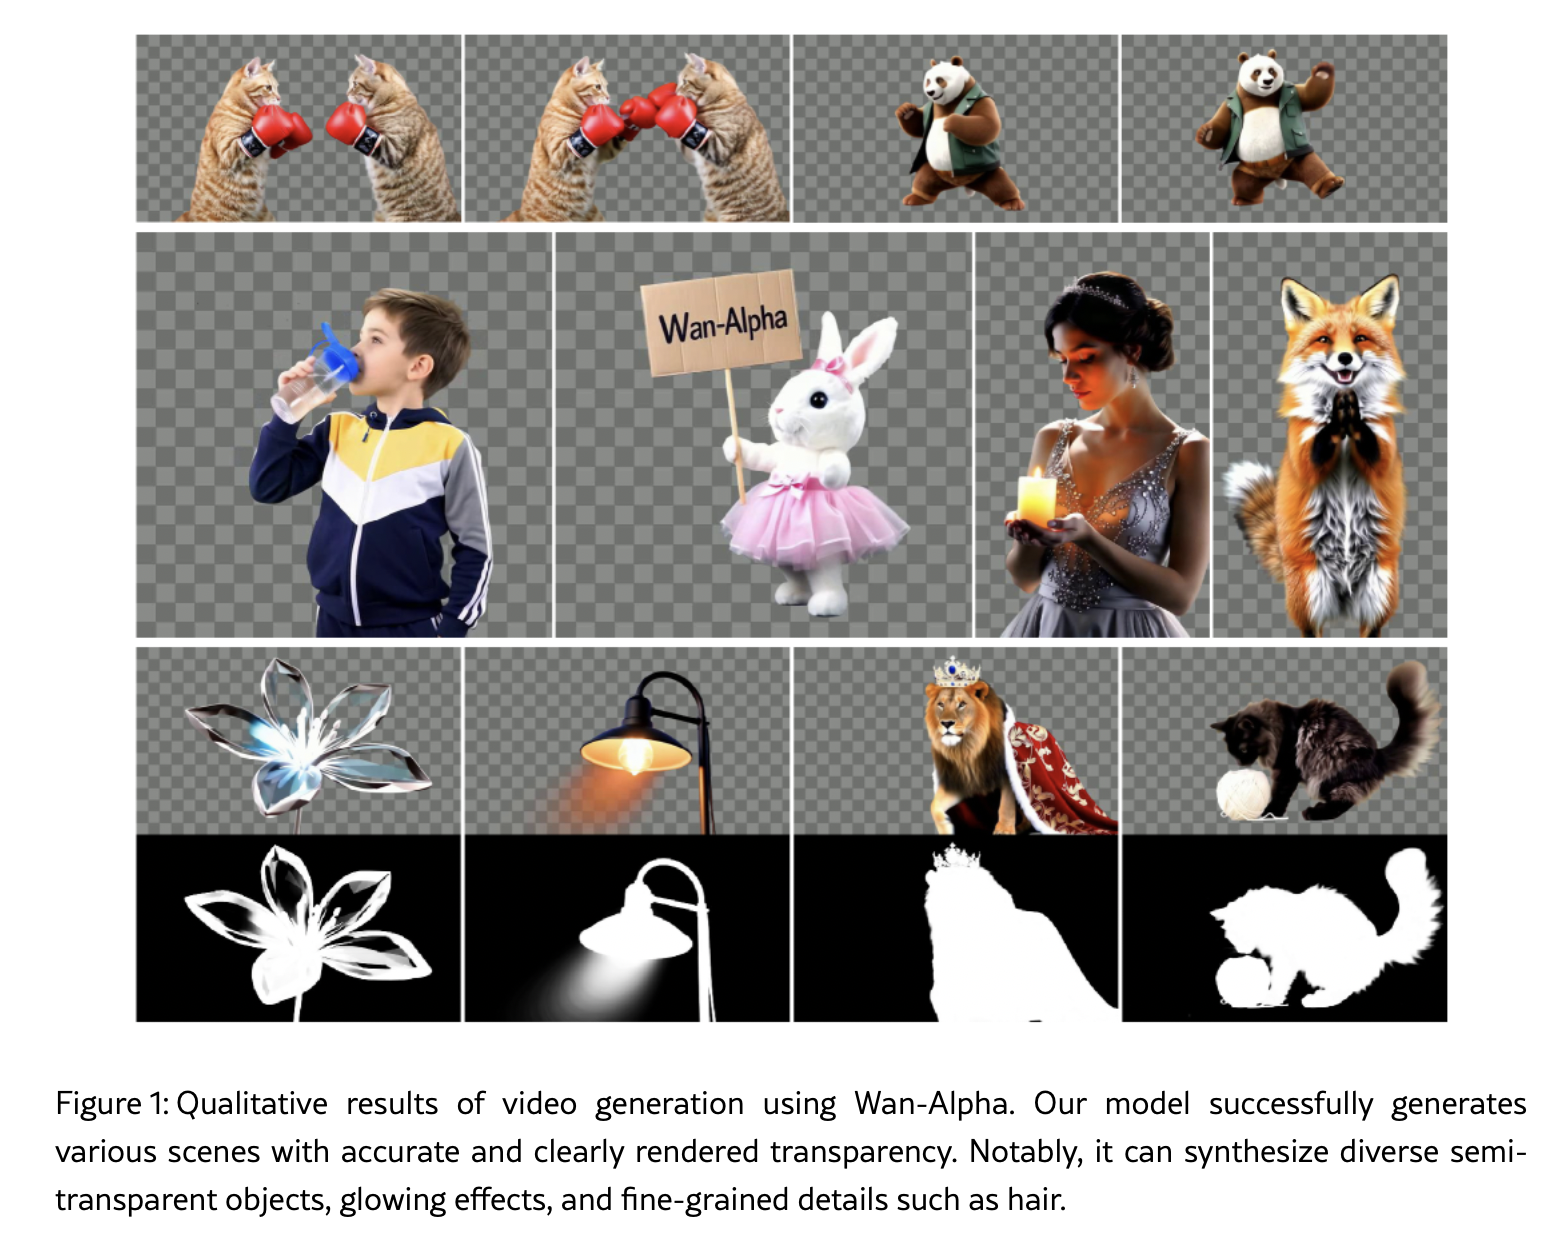 Wan-Alpha
Figure 1: Qualitative results of video generation using Wan-Alpha. Our model successfully generates
various scenes with accurate and clearly rendered transparency. Notably, it can synthesize diverse semi-
transparent objects, glowing effects, and fine-grained details such as hair.